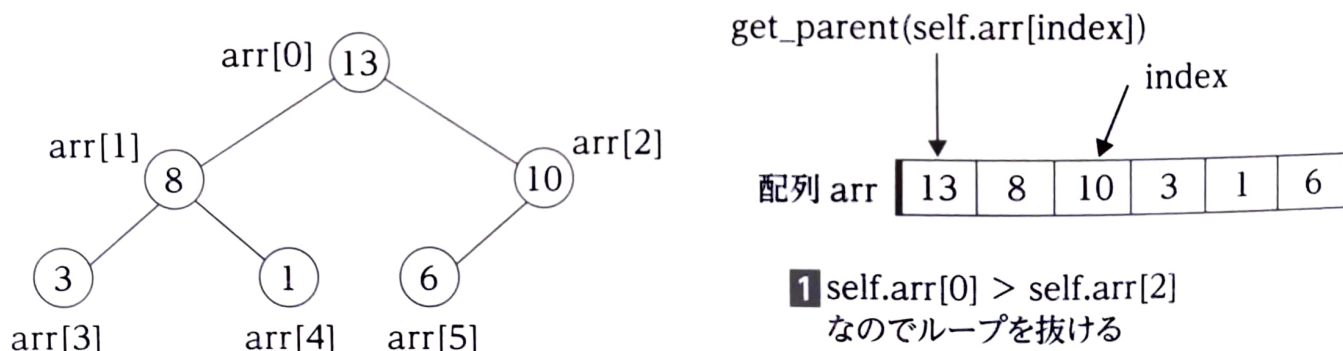 arr[0] 13
arr[1] 8
10 arr[2]
3
1
6
arr[3]
arr[4]
arr[5]
get_parent(self.arr[index])
index
配列 arr 13 8 10 3 1 6
1 self.arr[0] > self.arr[2]
なのでループを抜ける